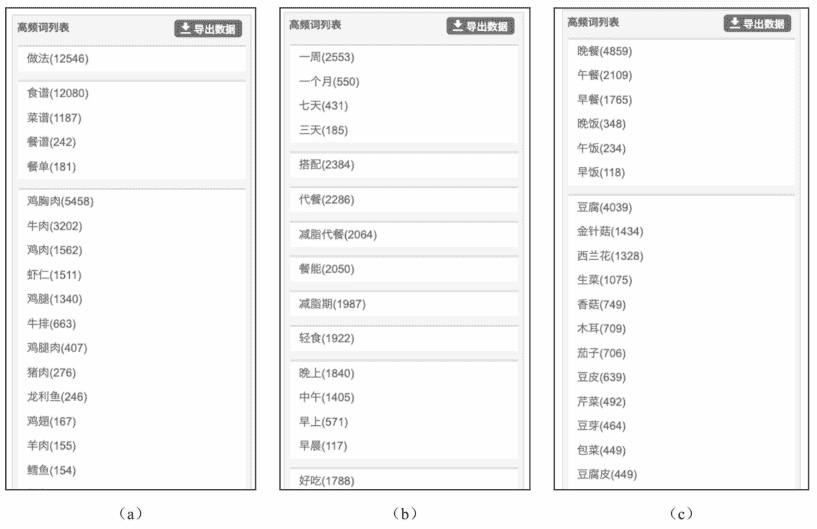 高频词列表
导出数据
做法(12546)
食谱(12080)
菜谱(1187)
餐谱(242)
餐单(181)
鸡胸肉(5458)
牛肉(3202)
鸡肉(1562)
虾仁(1511)
鸡腿(1340)
牛排(663)
鸡腿肉(407)
猪肉(276)
龙利鱼(246)
鸡翅(167)
羊肉(155)
鳕鱼(154)
(a)
高频词列表
导出数据
一周(2553)
一个月(550)
七天(431)
三天(185)
搭配(2384)
代餐(2286)
减脂代餐(2064)
餐能(2050)
减脂期(1987)
轻食(1922)
晚上(1840)
中午(1405)
早上(571)
早晨(117)
好吃(1788)
(b)
高频词列表
导出数据
晚餐(4859)
午餐(2109)
早餐(1765)
晚饭(348)
午饭(234)
早饭(118)
豆腐(4039)
金针菇(1434)
西兰花(1328)
生菜(1075)
香菇(749)
木耳(709)
茄子(706)
豆皮(639)
芹菜(492)
豆芽(464)
包菜(449)
豆腐皮(449)
(c)